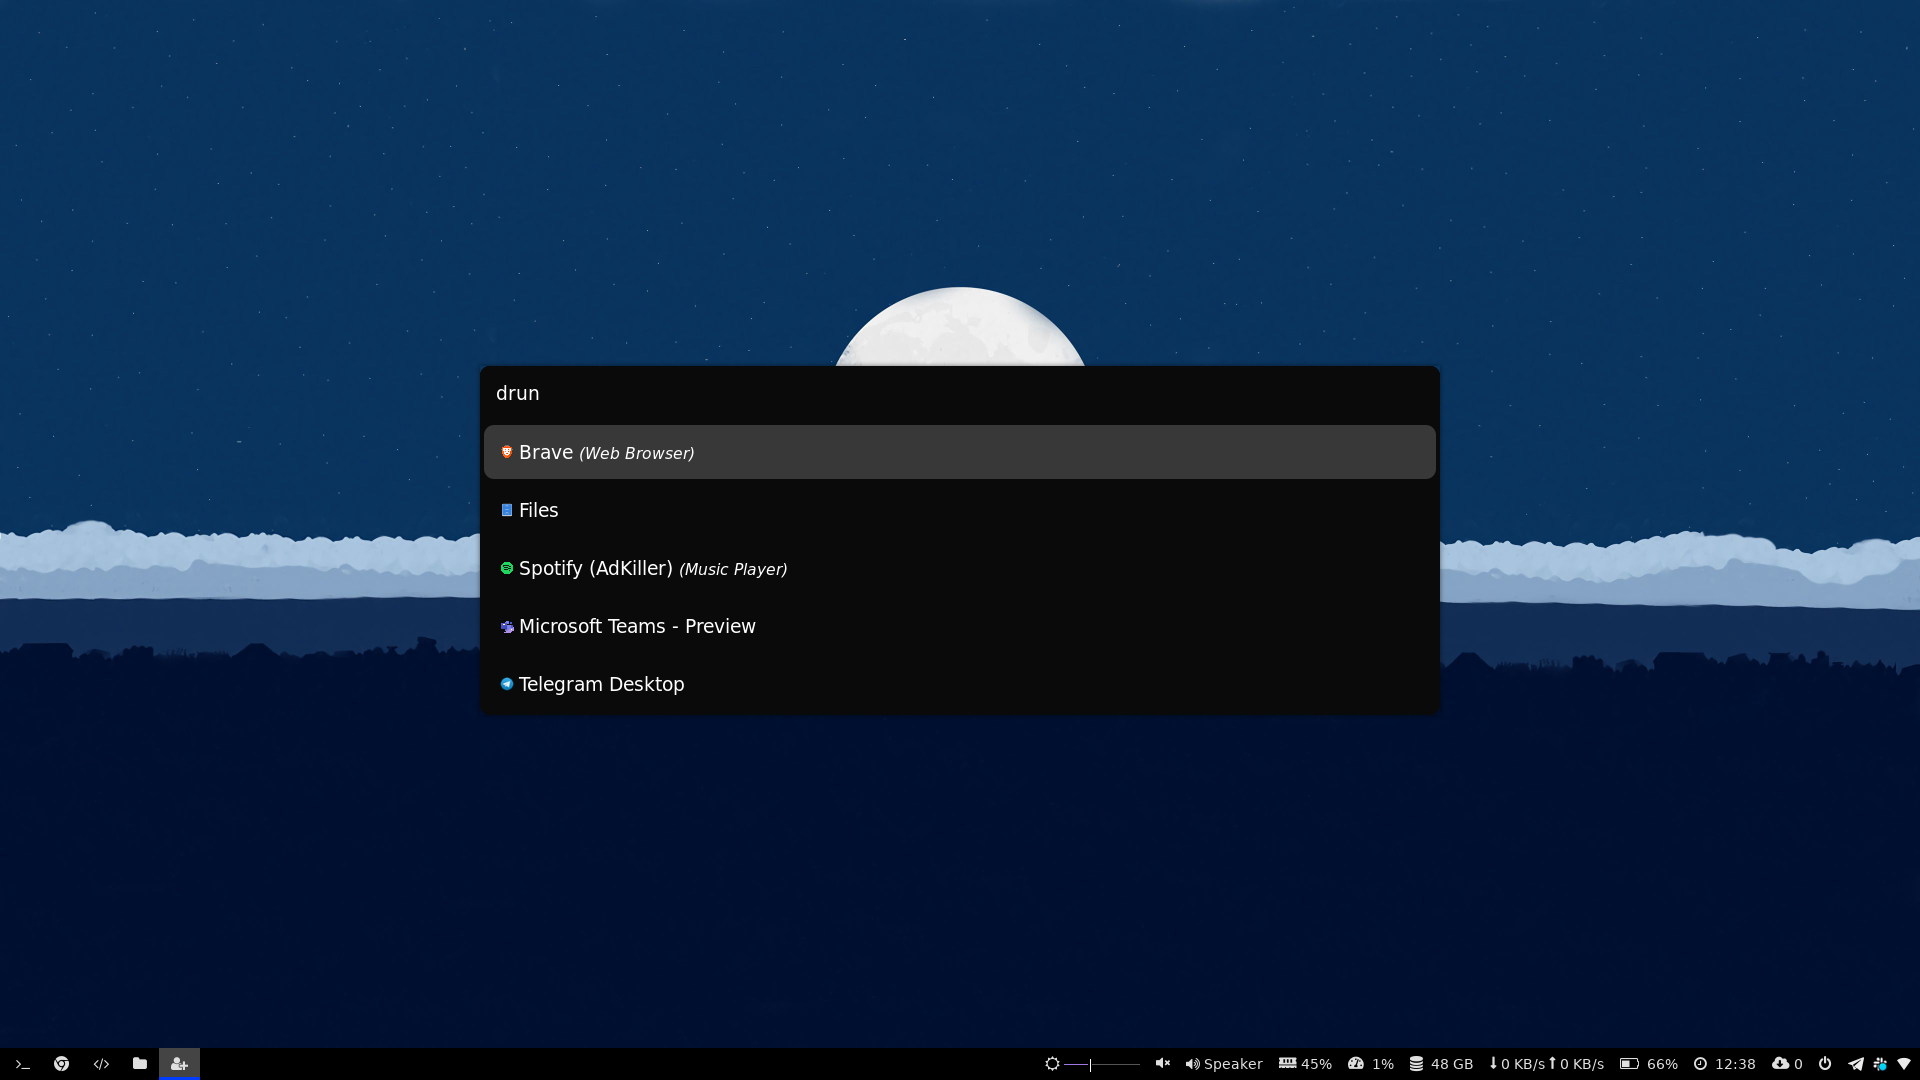 drun
Brave (Web Browser)
Files
Spotify (AdKiller) (Music Player)
Microsoft Teams - Preview
Telegram Desktop
Speaker 45% 1% 48 GB 0 KB/s 0 KB/s 66% 12:38 0